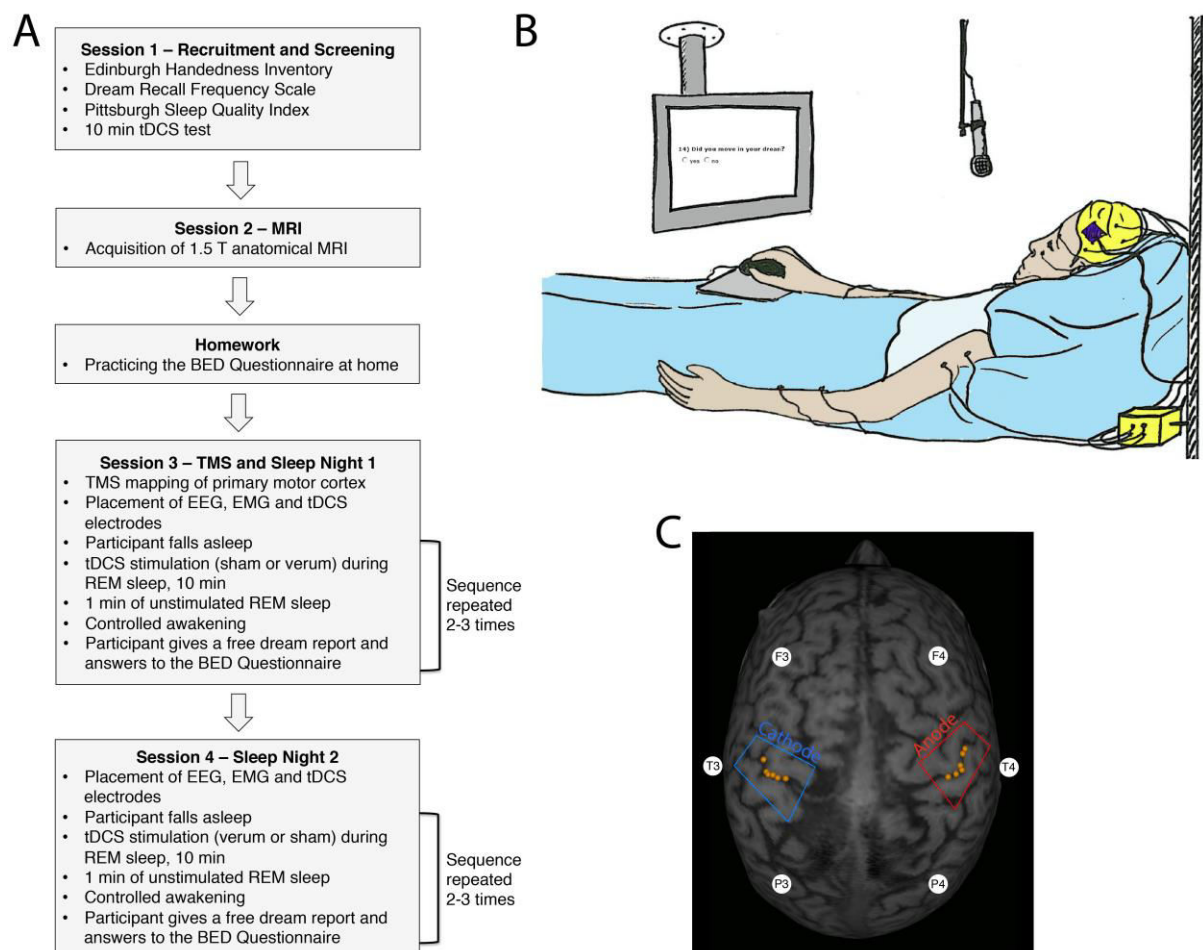 A
Session 1 – Recruitment and Screening
• Edinburgh Handedness Inventory
• Dream Recall Frequency Scale
• Pittsburgh Sleep Quality Index
• 10 min tDCS test
Session 2 – MRI
• Acquisition of 1.5 T anatomical MRI
Homework
• Practicing the BED Questionnaire at home
Session 3 – TMS and Sleep Night 1
• TMS mapping of primary motor cortex
• Placement of EEG, EMG and tDCS
electrodes
• Participant falls asleep
• tDCS stimulation (sham or verum) during
REM sleep, 10 min
• 1 min of unstimulated REM sleep
• Controlled awakening
• Participant gives a free dream report and
answers to the BED Questionnaire
Sequence
repeated
2-3 times
Session 4 – Sleep Night 2
• Placement of EEG, EMG and tDCS
electrodes
• Participant falls asleep
• tDCS stimulation (verum or sham) during
REM sleep, 10 min
• 1 min of unstimulated REM sleep
• Controlled awakening
• Participant gives a free dream report and
answers to the BED Questionnaire
Sequence
repeated
2-3 times
B
14) Did you move in your dream?
yes no
C
F3
F4
Cathode
Anode
T3
T4
P3
P4